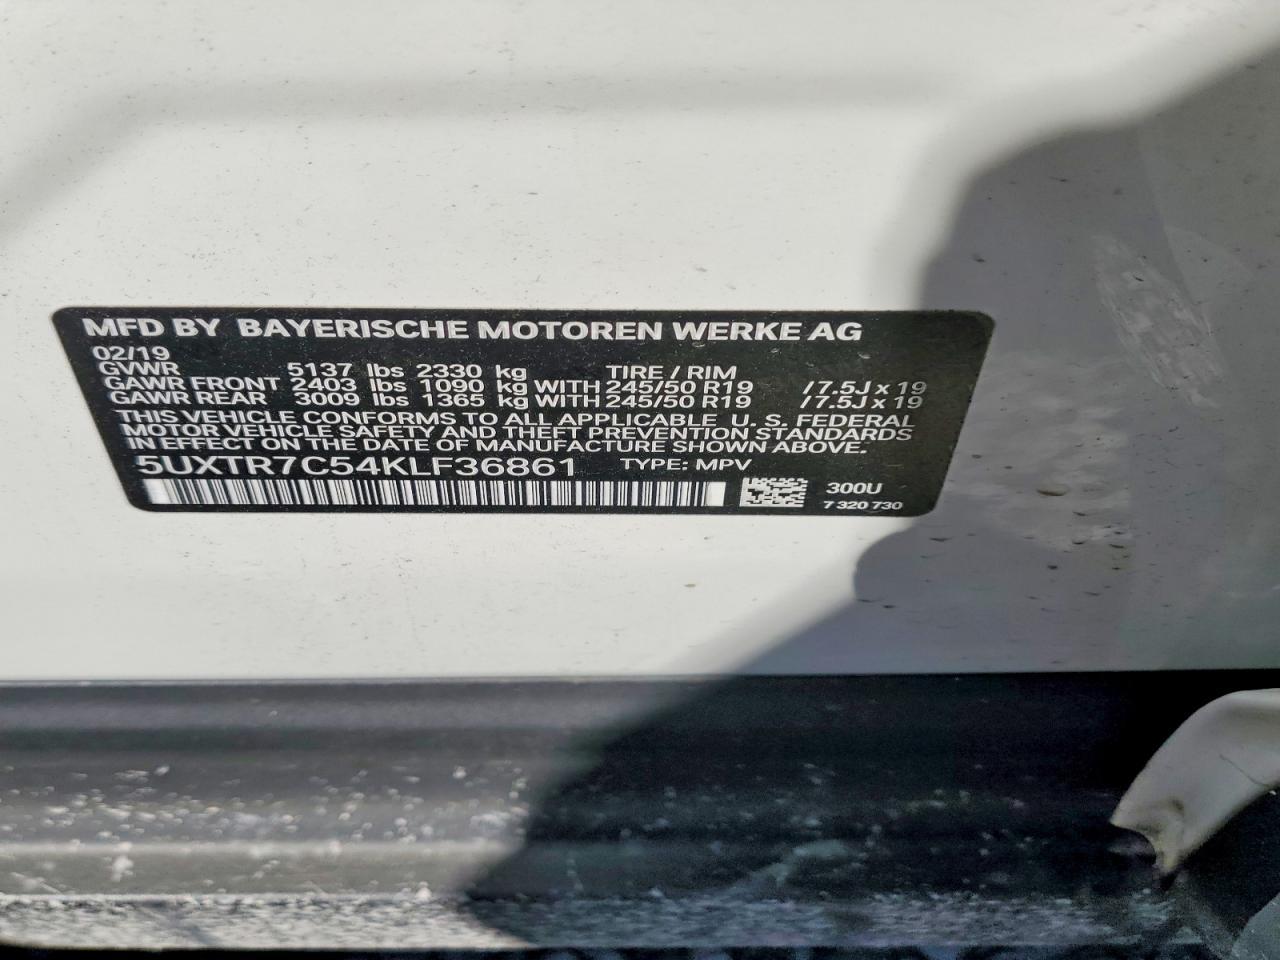 MFD BY BAYERISCHE MOTOREN WERKE AG
02/19
GVWR 5137 lbs 2330 kg TIRE / RIM
GAWR FRONT 2403 lbs 1090 kg WITH 245/50 R19 / 7.5J x 19
GAWR REAR 3009 lbs 1365 kg WITH 245/50 R19 / 7.5J x 19
THIS VEHICLE CONFORMS TO ALL APPLICABLE U. S. FEDERAL
MOTOR VEHICLE SAFETY AND THEFT PREVENTION STANDARDS
IN EFFECT ON THE DATE OF MANUFACTURE SHOWN ABOVE.
5UXTR7C54KLF36861 TYPE: MPV
300U
7 320 730